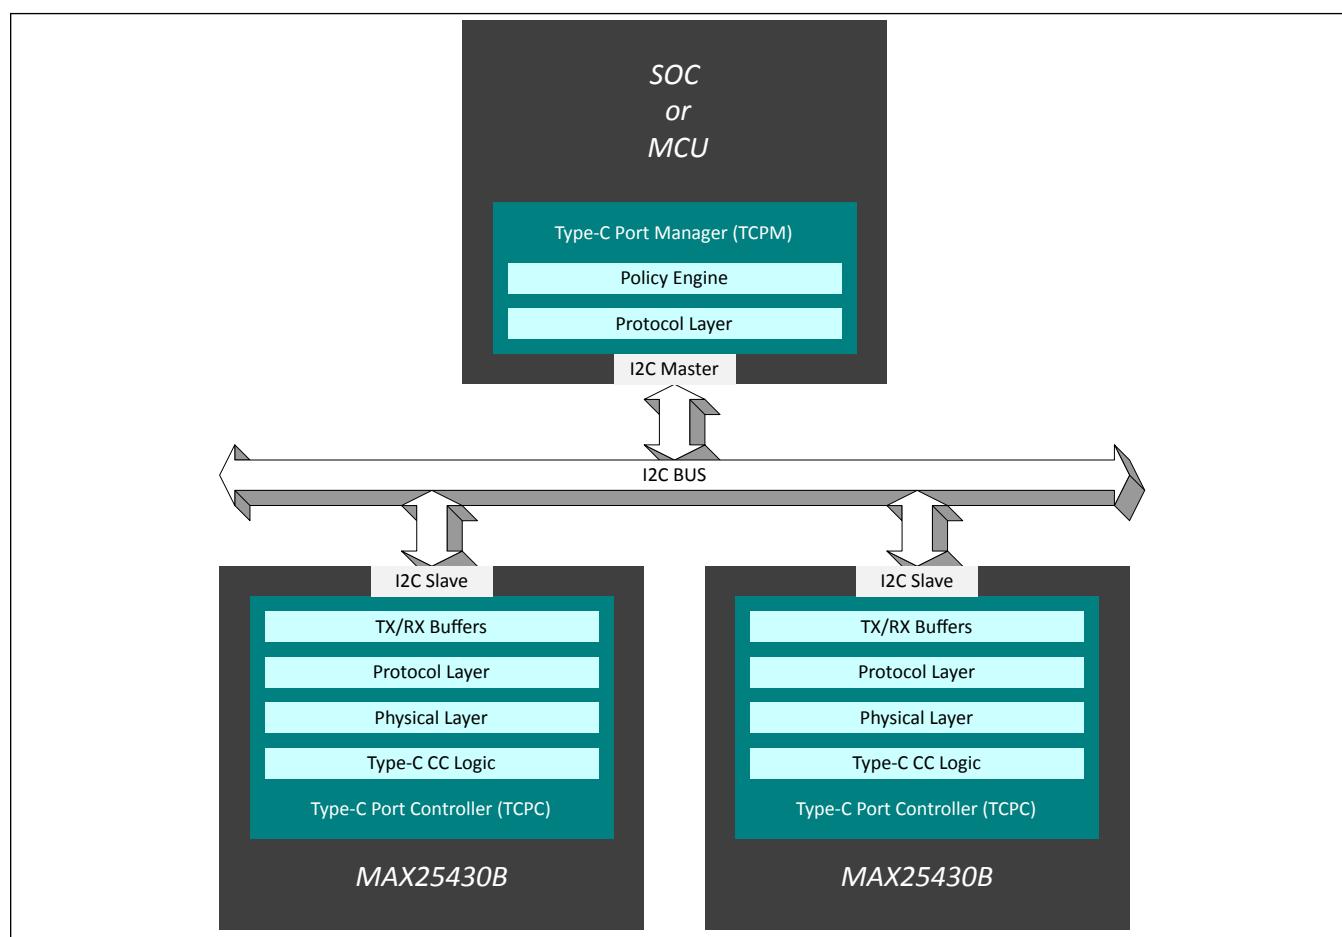 SOC
or
MCU
Type-C Port Manager (TCPM)
Policy Engine
Protocol Layer
I2C Master
I2C BUS
I2C Slave
TX/RX Buffers
Protocol Layer
Physical Layer
Type-C CC Logic
Type-C Port Controller (TCPC)
MAX25430B
I2C Slave
TX/RX Buffers
Protocol Layer
Physical Layer
Type-C CC Logic
Type-C Port Controller (TCPC)
MAX25430B